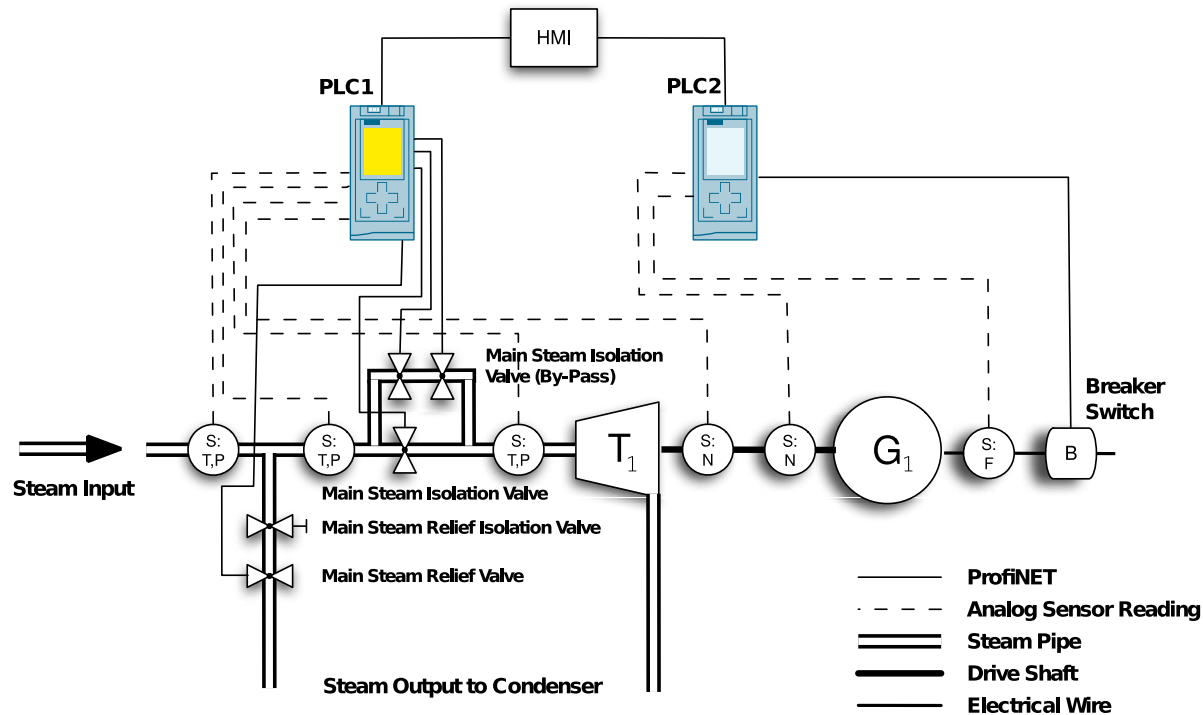 HMI
PLC1
PLC2
Main Steam Isolation
Valve (By-Pass)
Breaker
Switch
S:
T,P
S:
T,P
S:
T,P
T1
S:
N
S:
N
G1
S:
F
B
Steam Input
Main Steam Isolation Valve
Main Steam Relief Isolation Valve
Main Steam Relief Valve
Steam Output to Condenser
ProfiNET
Analog Sensor Reading
Steam Pipe
Drive Shaft
Electrical Wire